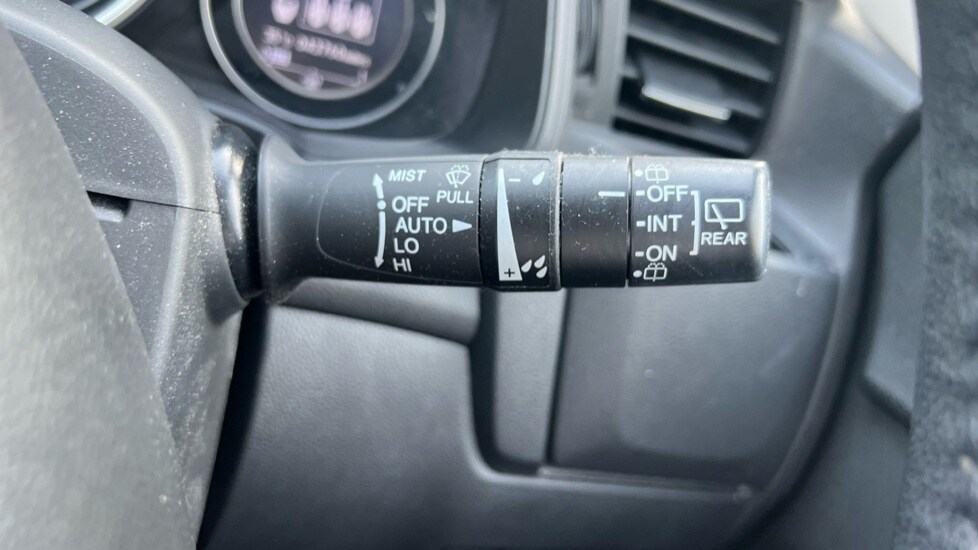 MIST
PULL
OFF
AUTO
LO
HI
− 
+
OFF
INT
ON
REAR